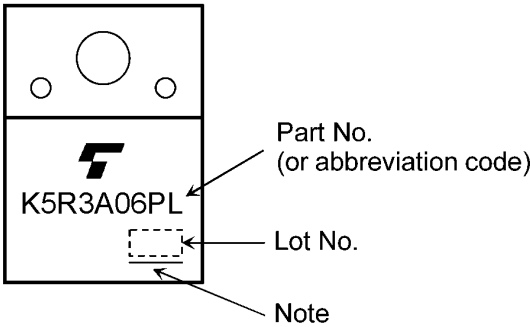 Part No.
(or abbreviation code)
K5R3A06PL
Lot No.
Note